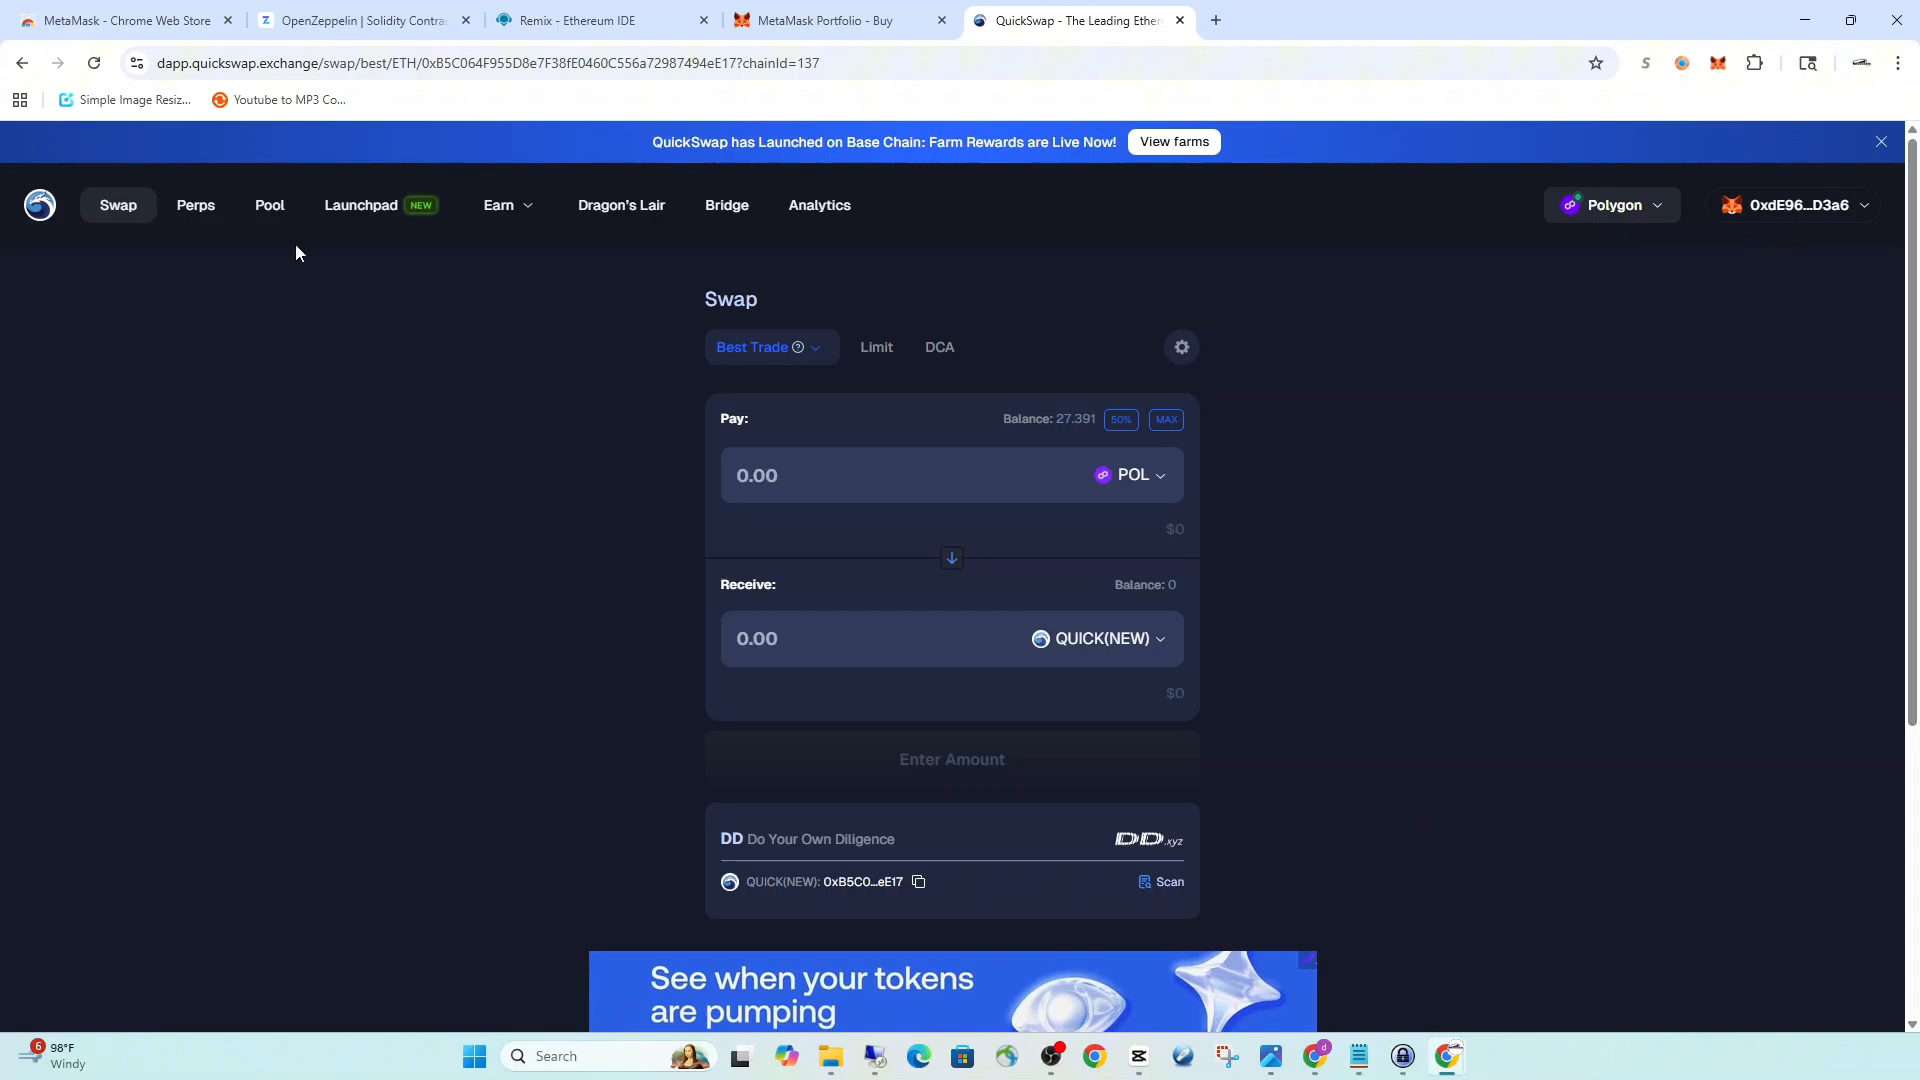 MetaMask - Chrome Web Store
OpenZeppelin | Solidity Contra
Remix - Ethereum IDE
MetaMask Portfolio - Buy
QuickSwap - The Leading Ether
dapp.quickswap.exchange/swap/best/ETH/0xB5C064F955D8e7F38fE0460C556a72987494eE17?chainId=137
Simple Image Resiz...
Youtube to MP3 Co...
QuickSwap has Launched on Base Chain: Farm Rewards are Live Now!
View farms
Swap
Perps
Pool
Launchpad
NEW
Earn
Dragon's Lair
Bridge
Analytics
Polygon
0xdE96...D3a6
Swap
Best Trade
Limit
DCA
Pay:
Balance: 27.391
50%
MAX
0.00
POL
$0
Receive:
Balance: 0
0.00
QUICK(NEW)
$0
Enter Amount
DD Do Your Own Diligence
DD.xyz
QUICK(NEW): 0xB5C0...eE17
Scan
See when your tokens
are pumping
6
98°F
Windy
Search